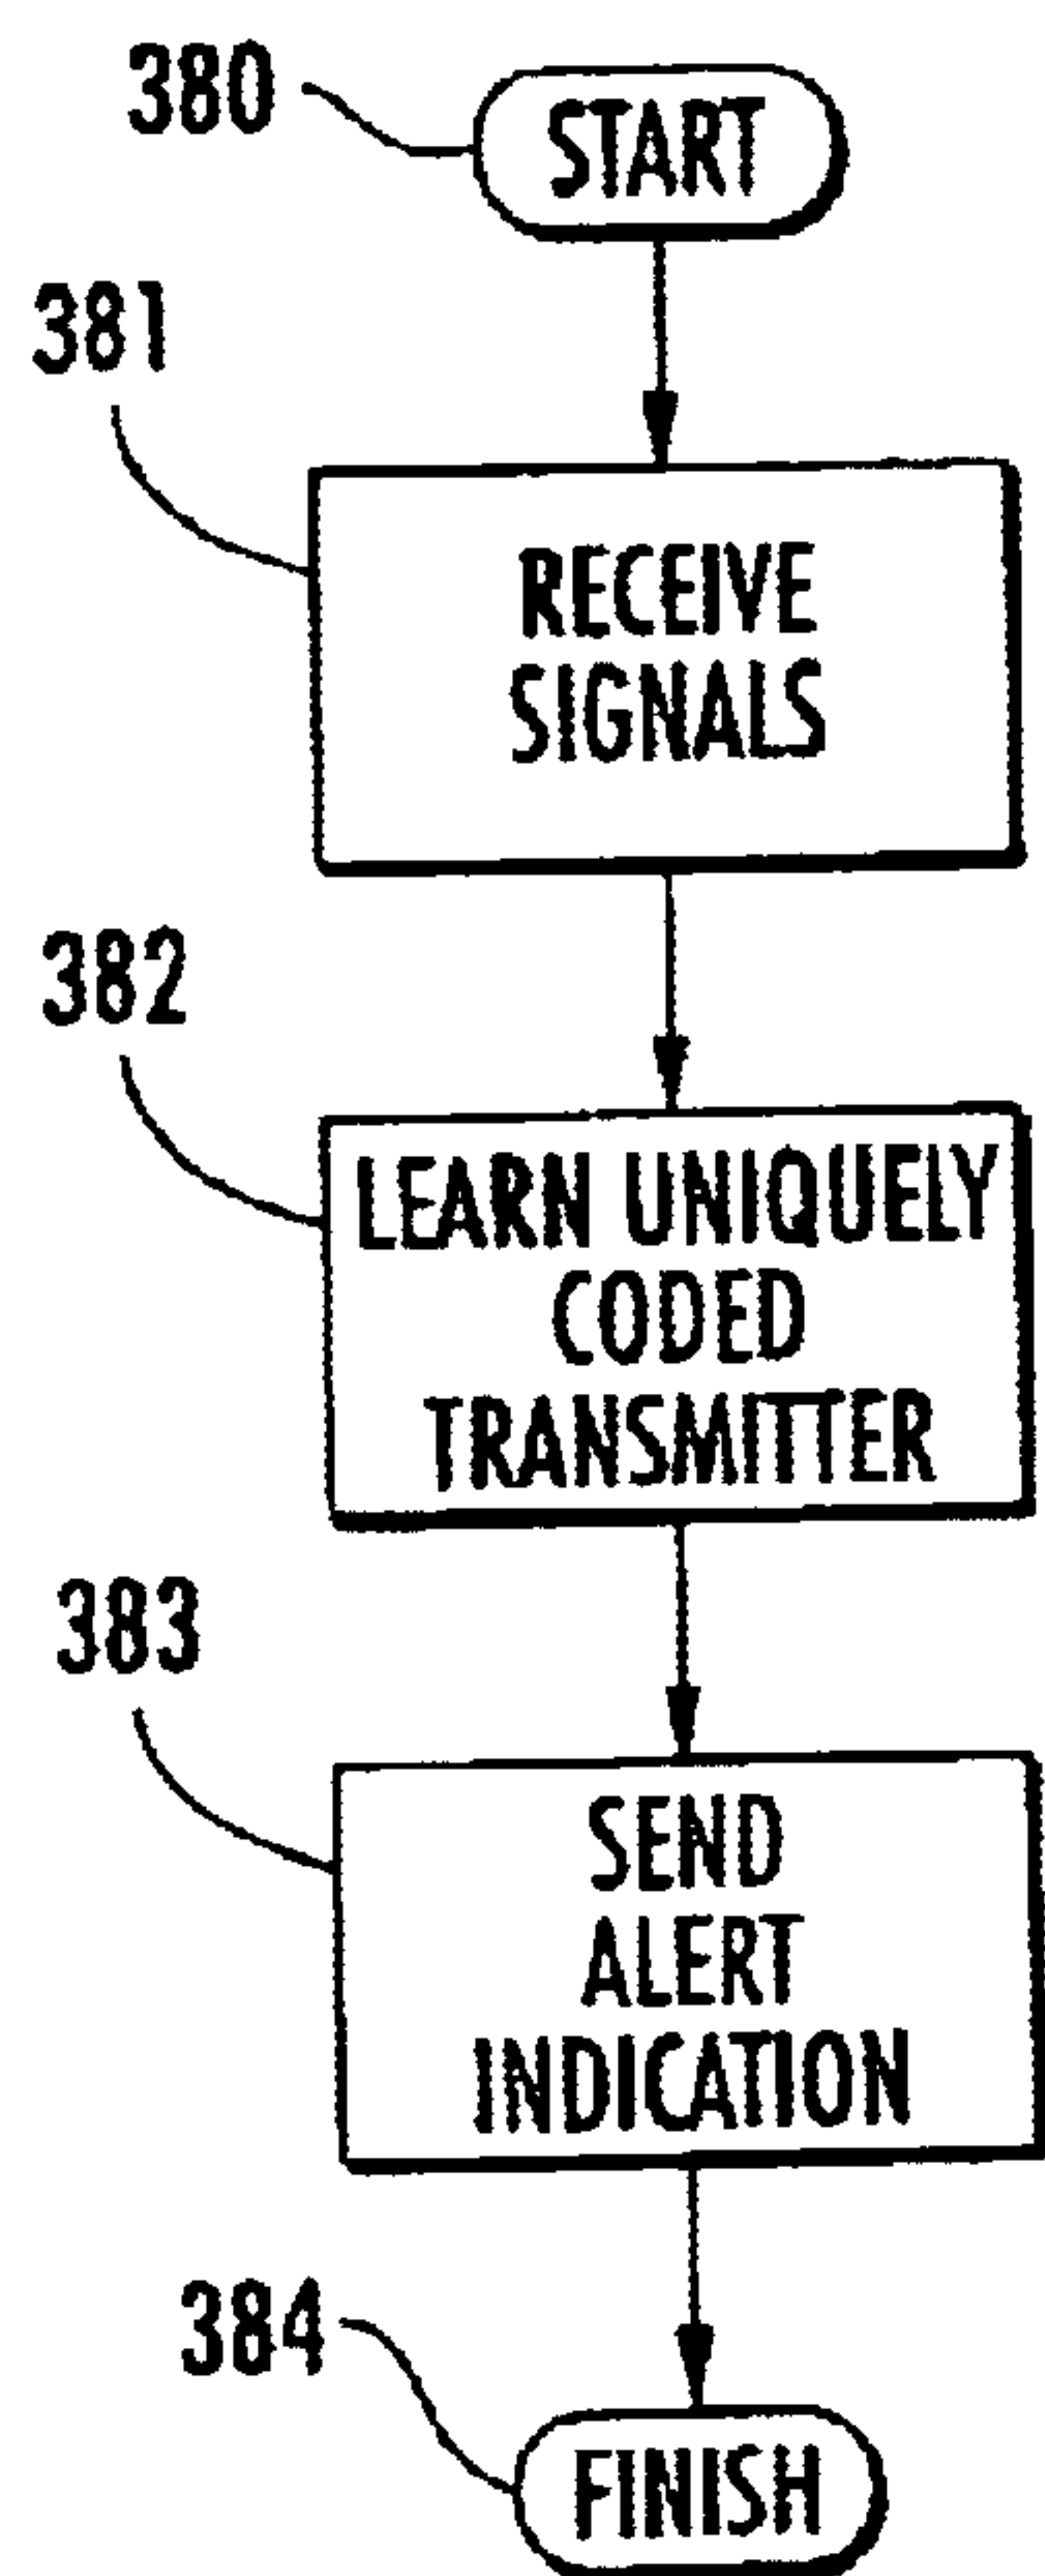 380
START
381
RECEIVE
SIGNALS
382
LEARN UNIQUELY
CODED
TRANSMITTER
383
SEND
ALERT
INDICATION
384
FINISH